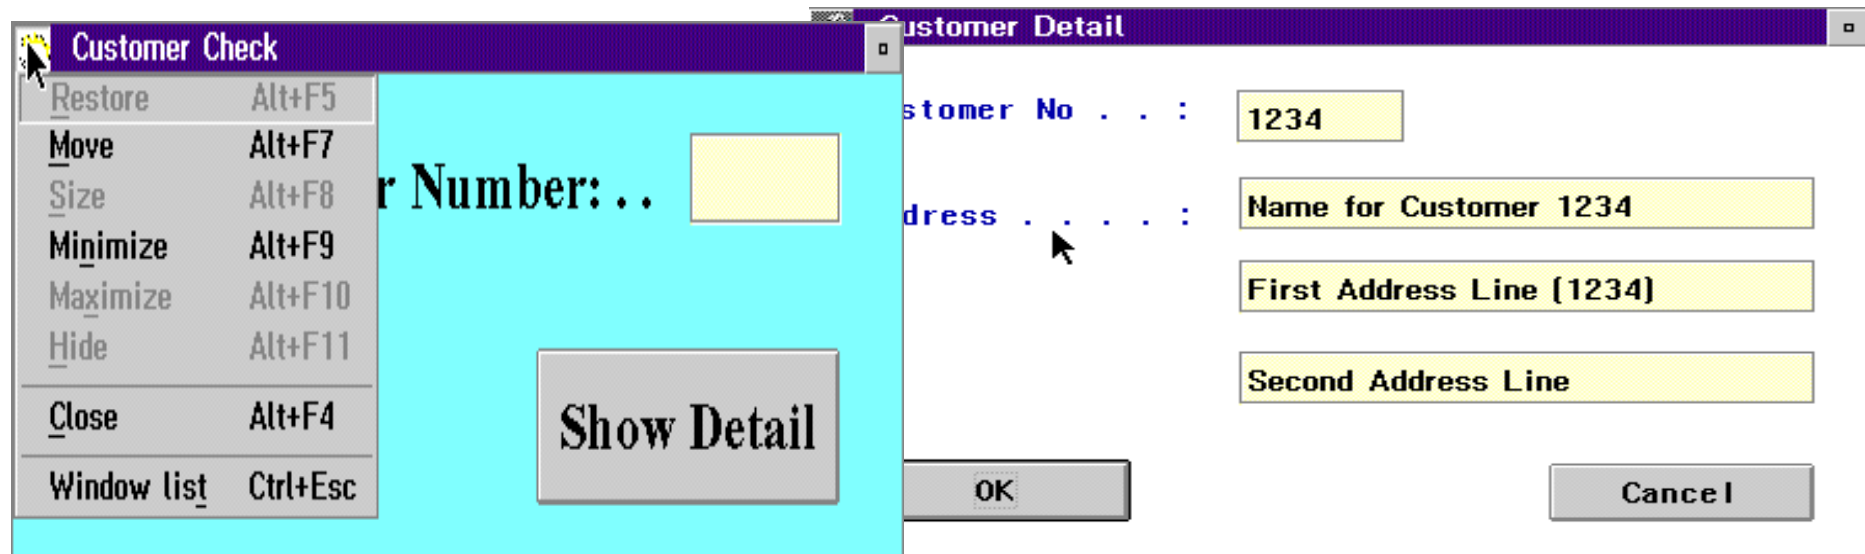 Customer Check
Restore Alt+F5
Move Alt+F7
Size Alt+F8
Minimize Alt+F9
Maximize Alt+F10
Hide Alt+F11
Close Alt+F4
Window list Ctrl+Esc
r Number: . .
Show Detail
ustomer Detail
stomer No . . :
1234
dress . . . . :
Name for Customer 1234
First Address Line (1234)
Second Address Line
OK
Cancel